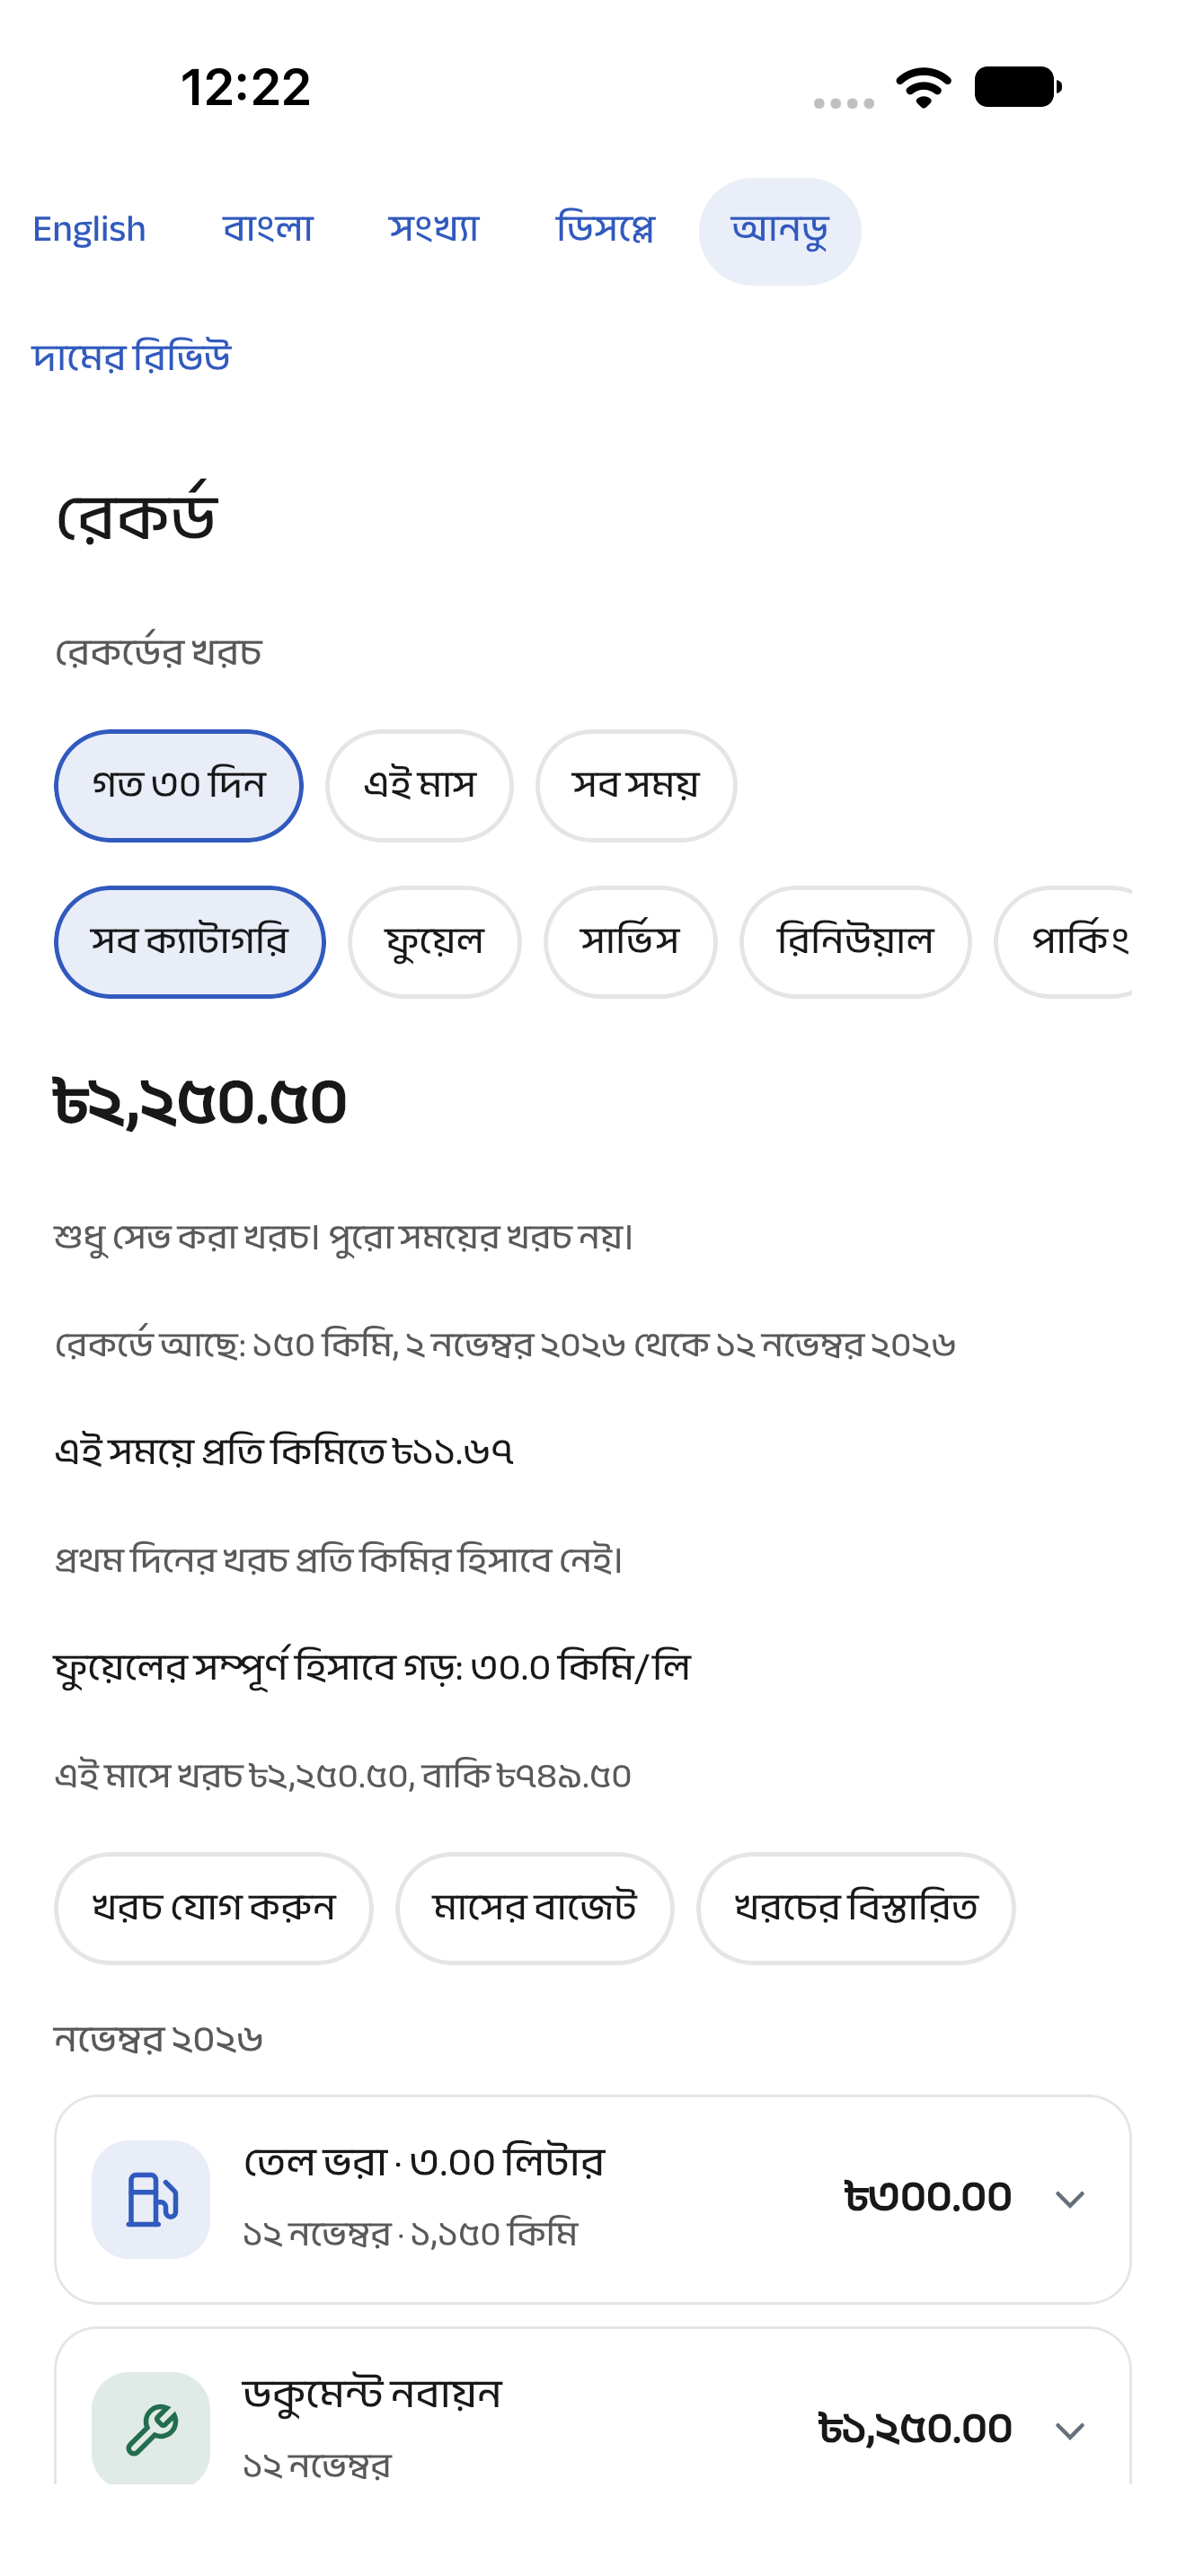 12:22
English বাংলা সংখ্যা ডিসপ্লে আনডু
দামের রিভিউ
রেকর্ড
রেকর্ডের খরচ
গত ৩০ দিন এই মাস সব সময়
সব ক্যাটাগরি ফুয়েল সার্ভিস রিনিউয়াল পার্কিং
৳২,২৫০.৫০
শুধু সেভ করা খরচ। পুরো সময়ের খরচ নয়।
রেকর্ডে আছে: ১৫০ কিমি, ২ নভেম্বর ২০২৬ থেকে ১২ নভেম্বর ২০২৬
এই সময়ে প্রতি কিমিতে ৳১১.৬৭
প্রথম দিনের খরচ প্রতি কিমির হিসাবে নেই।
ফুয়েলের সম্পূর্ণ হিসাবে গড়: ৩০.০ কিমি/লি
এই মাসে খরচ ৳২,২৫০.৫০, বাকি ৳৭৪৯.৫০
খরচ যোগ করুন মাসের বাজেট খরচের বিস্তারিত
নভেম্বর ২০২৬
তেল ভরা · ৩.০০ লিটার
৳৩০০.০০
১২ নভেম্বর · ১,১৫০ কিমি
ডকুমেন্ট নবায়ন
৳১,২৫০.০০
১২ নভেম্বর